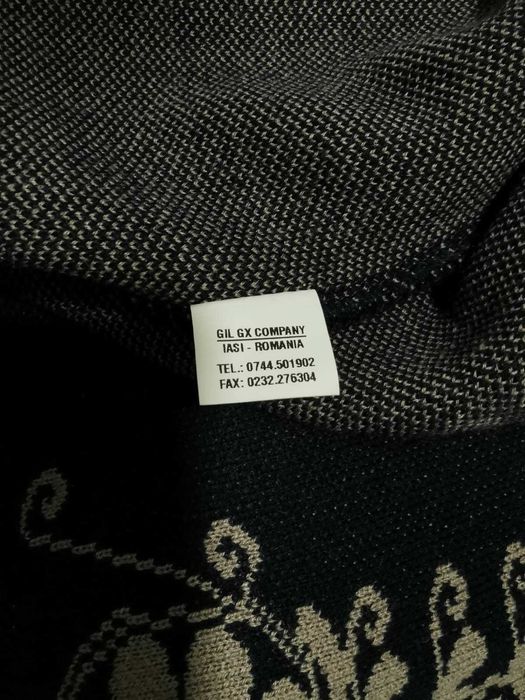 GIL GX COMPANY
IASI - ROMANIA
TEL.: 0744.501902
FAX: 0232.276304